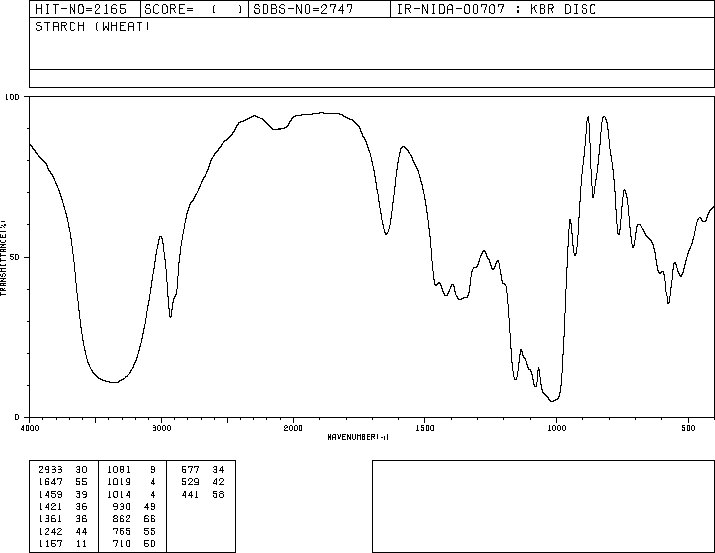 HIT-NO=2165 SCORE= ( ) SDBS-NO=2747 IR-NIDA-00707 : KBR DISC
STARCH (WHEAT)
100
50
0
TRANSMITTANCE(%)
4000 3000 2000 1500 1000 500
WAVENUMBER(-1)
2933 30 1081 9 577 34
1647 55 1019 4 529 42
1459 39 1014 4 441 58
1421 36 930 49
1361 36 862 66
1242 44 765 55
1157 11 710 50